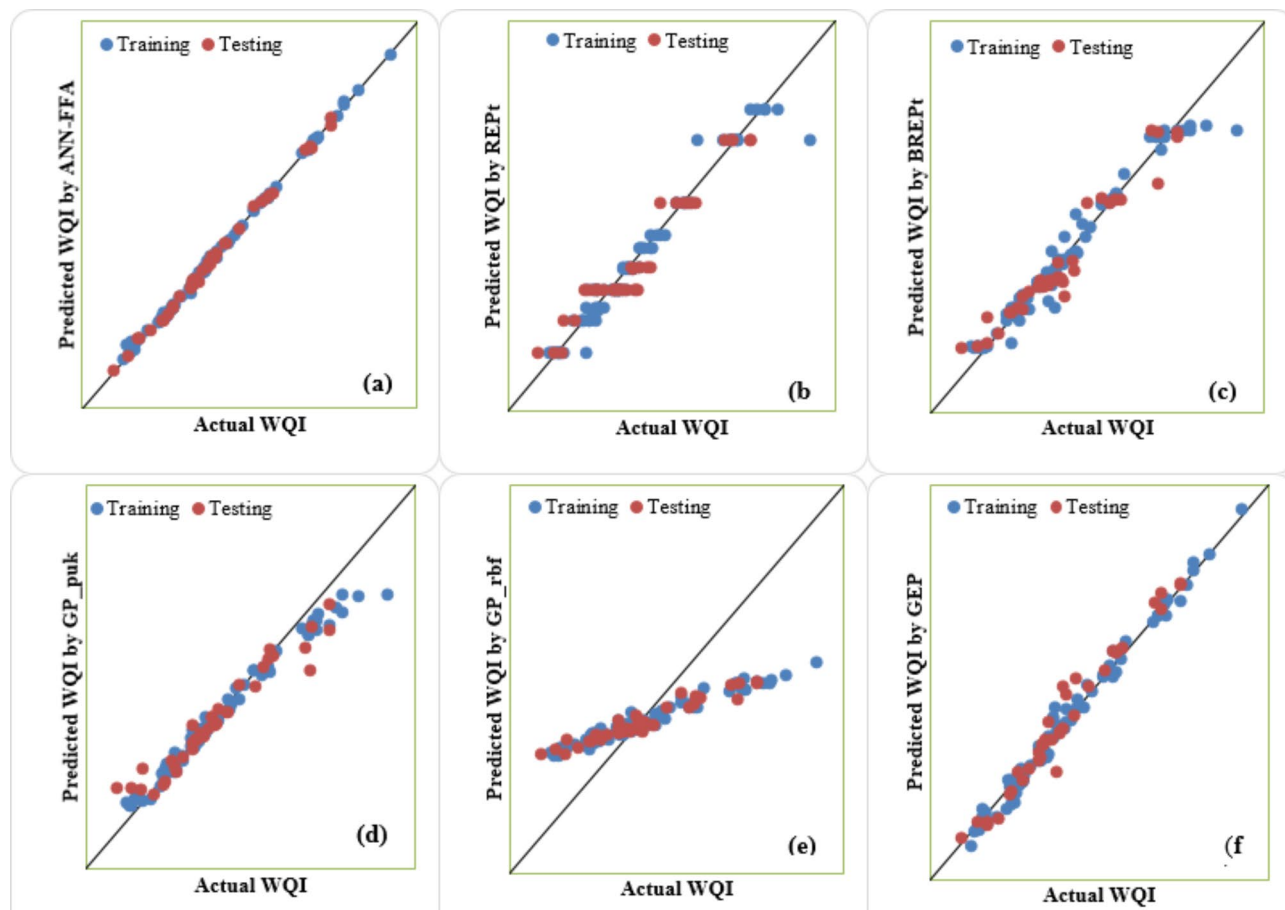 Training Testing
Predicted WQI by ANN-FFA
(a)
Actual WQI
Training Testing
Predicted WQI by REPt
(b
Actual WQI
Training Testing
Predicted WQI by BREPt
(c)
Actual WQI
Training Testing
Predicted WQI by GP_puk
(d)
Actual WQI
Training Testing
Predicted WQI by GP_rbf
(e)
Actual WQI
Training Testing
Predicted WQI by GEP
(f
Actual WQI